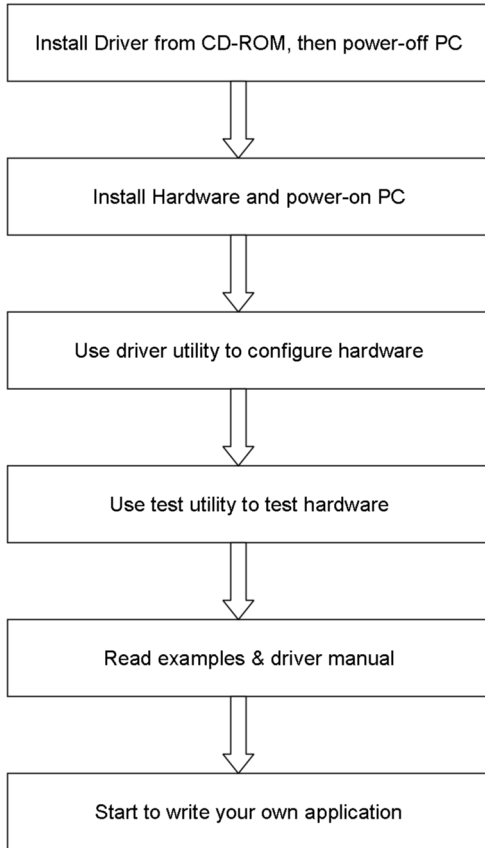 Install Driver from CD-ROM, then power-off PC
Install Hardware and power-on PC
Use driver utility to configure hardware
Use test utility to test hardware
Read examples & driver manual
Start to write your own application